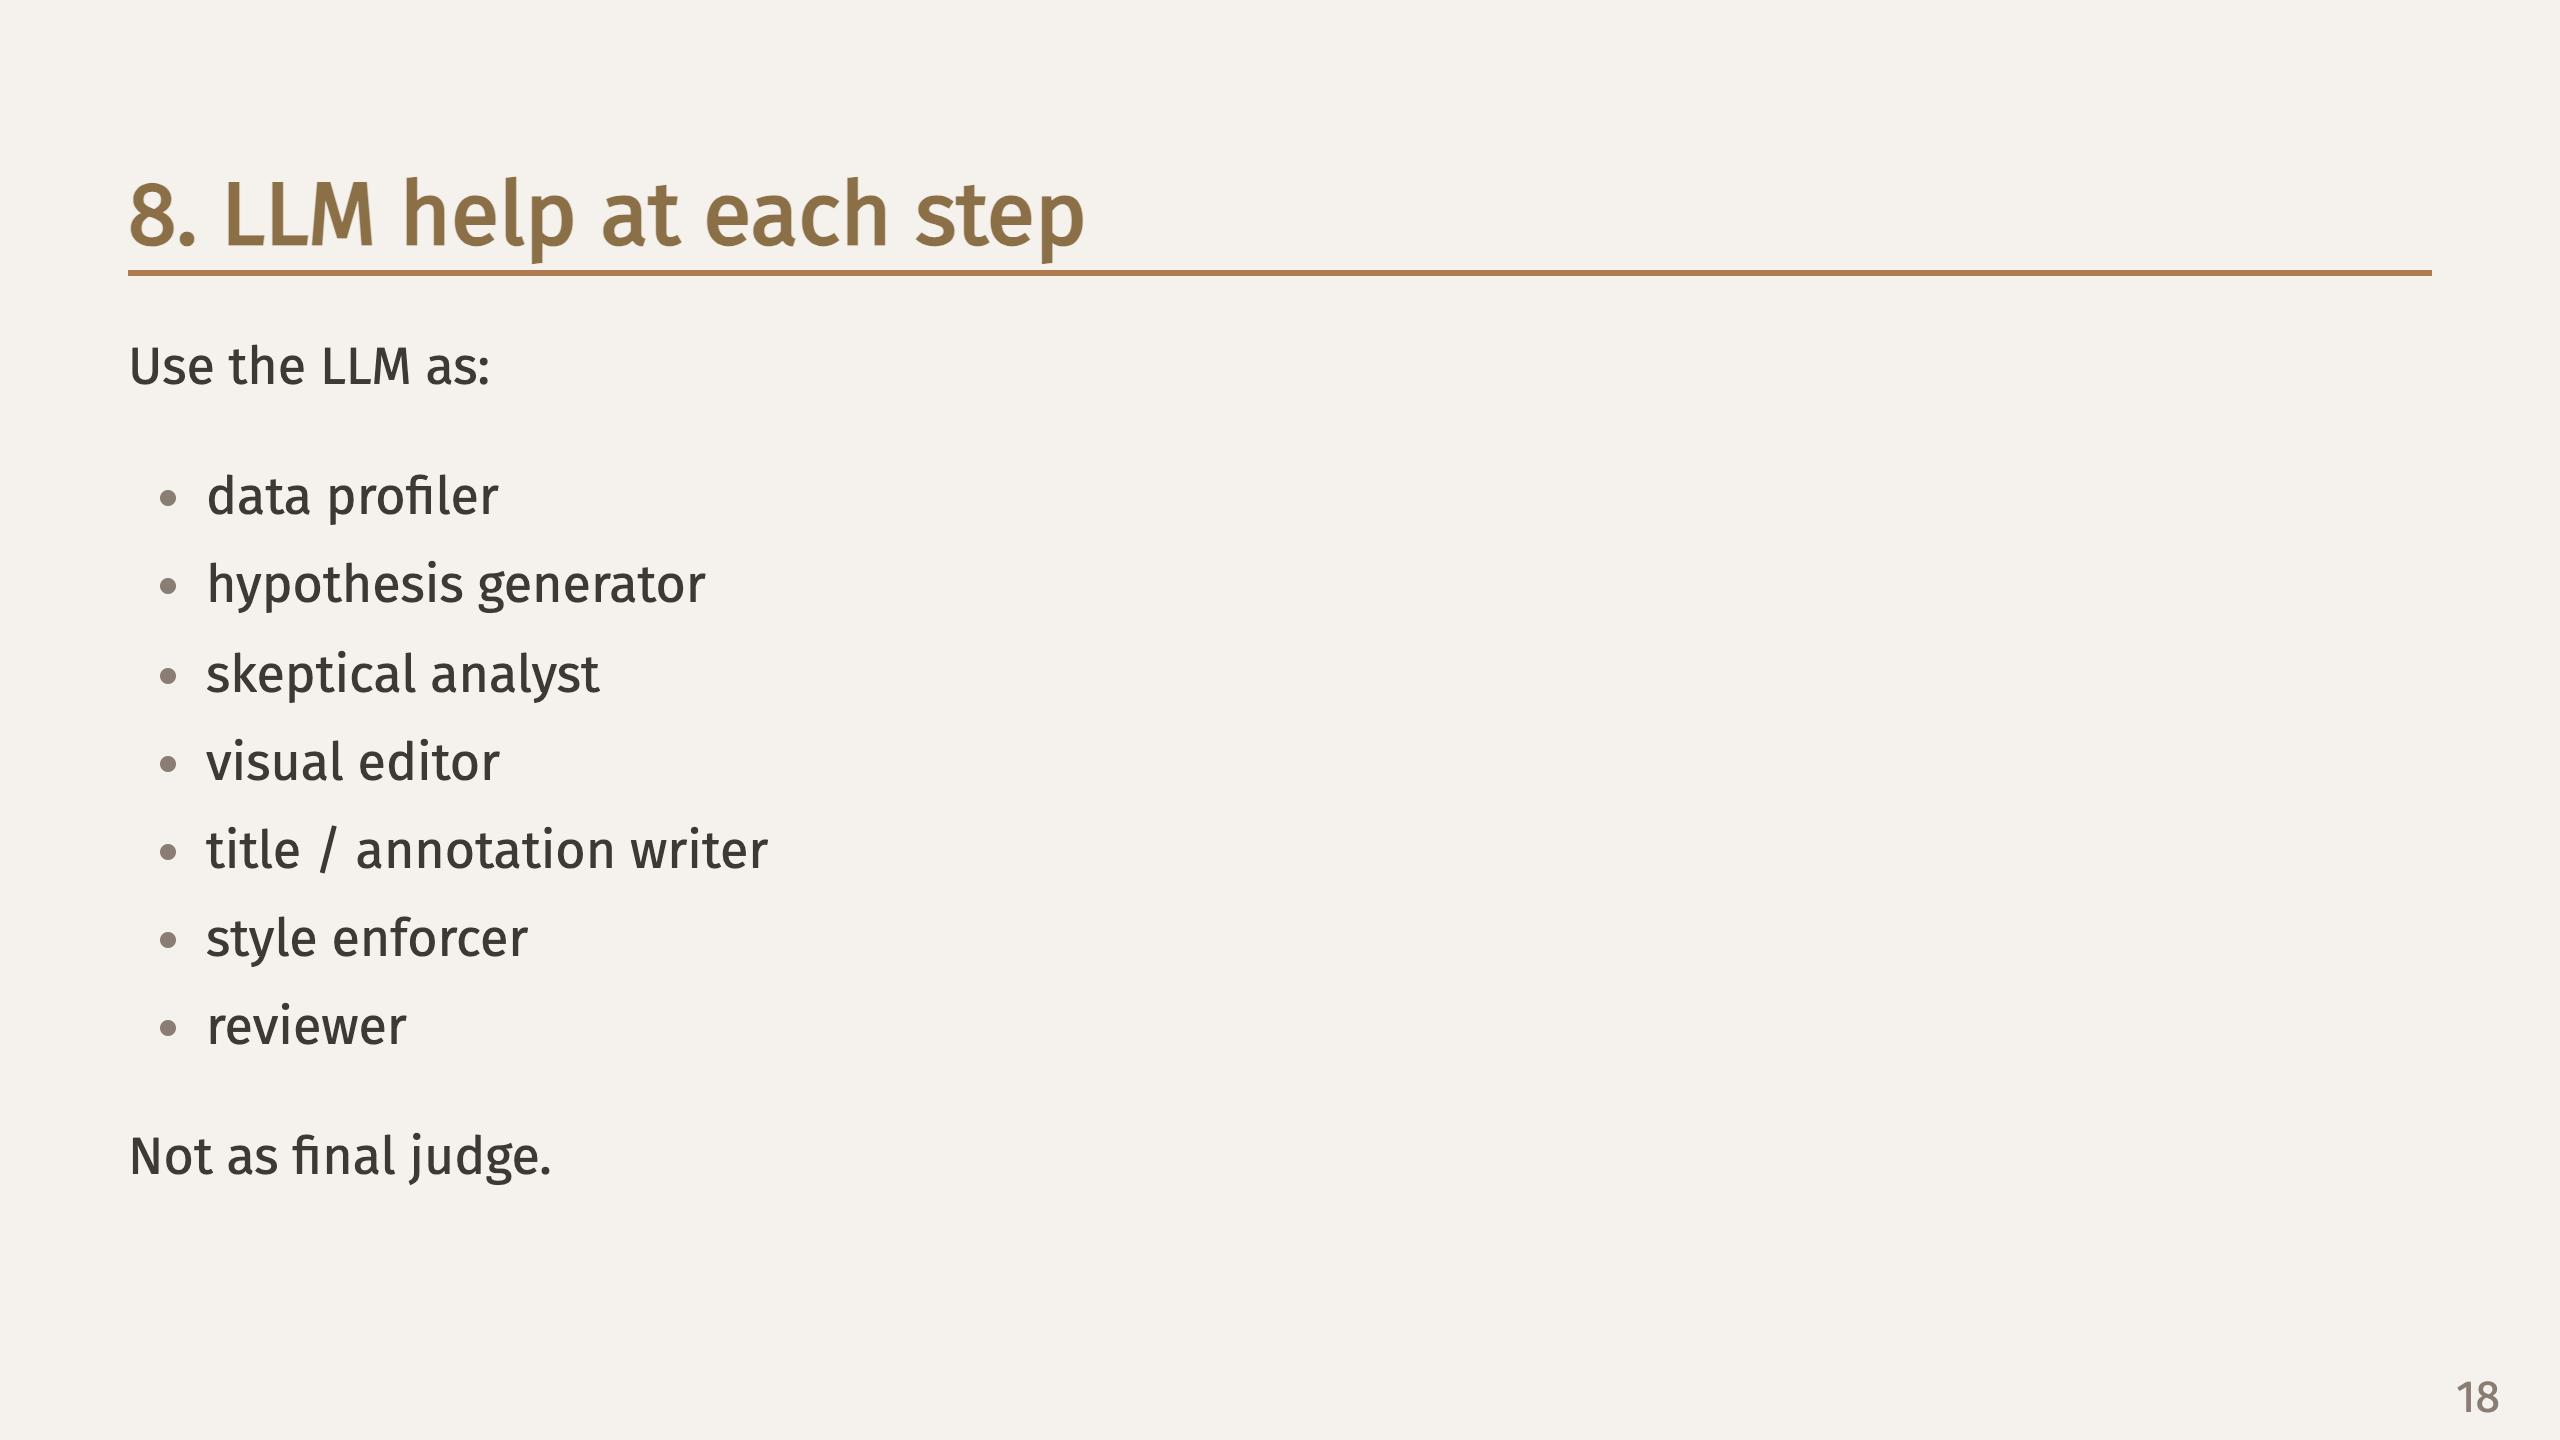 8. LLM help at each step
Use the LLM as:
• data profiler
• hypothesis generator
• skeptical analyst
• visual editor
• title / annotation writer
• style enforcer
• reviewer
Not as final judge.
18